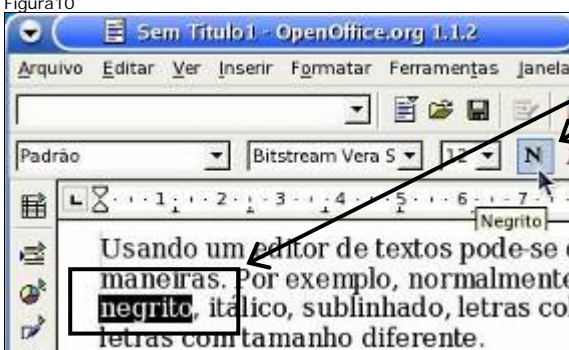 Figura10
Sem Título1 - OpenOffice.org 1.1.2
Arquivo Editar Ver Inserir Formatar Ferramentas Janela
Padrão Bitstream Vera S 12 N
1 2 3 4 5 6 7
Negrito
Usando um editor de textos pode-se
maneiras. Por exemplo, normalmente
negrito, itálico, sublinhado, letras co
letras com tamanho diferente.